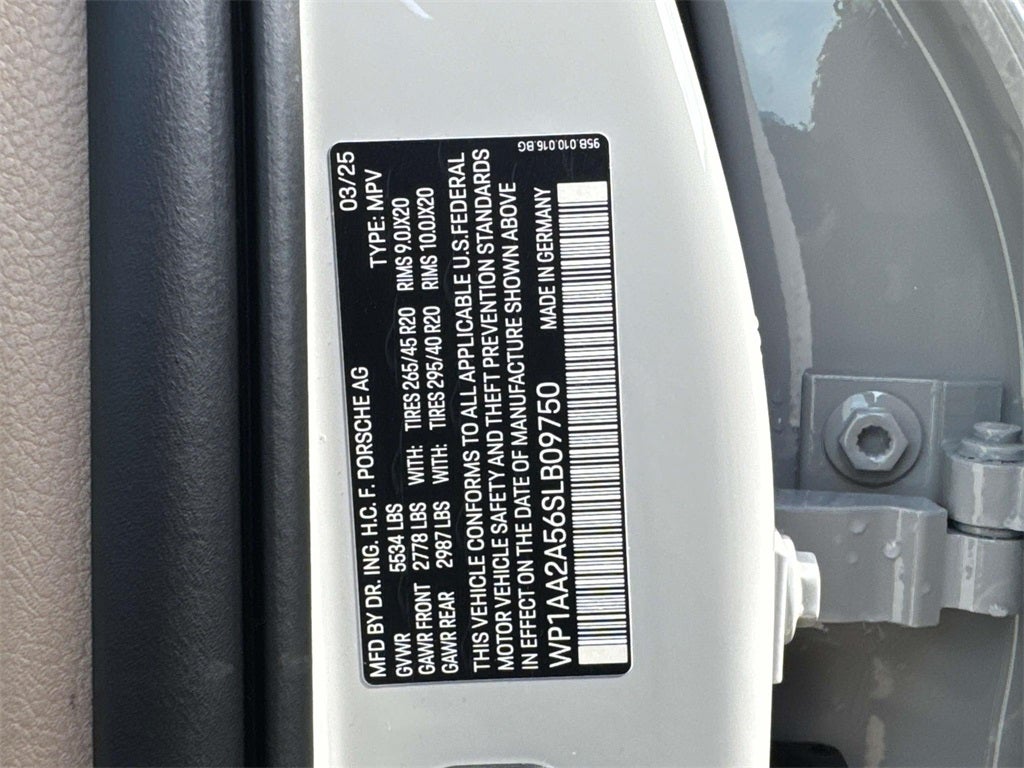 MFD BY DR. ING. H.C. F. PORSCHE AG 03/25
GVWR 5534 LBS TYPE: MPV
GAWR FRONT 2778 LBS WITH: TIRES 265/45 R20 RIMS 9.0JX20
GAWR REAR 2987 LBS WITH: TIRES 295/40 R20 RIMS 10.0JX20
THIS VEHICLE CONFORMS TO ALL APPLICABLE U.S.FEDERAL
MOTOR VEHICLE SAFETY AND THEFT PREVENTION STANDARDS
IN EFFECT ON THE DATE OF MANUFACTURE SHOWN ABOVE
WP1AA2A56SLB09750 MADE IN GERMANY
95B.010.016.BG